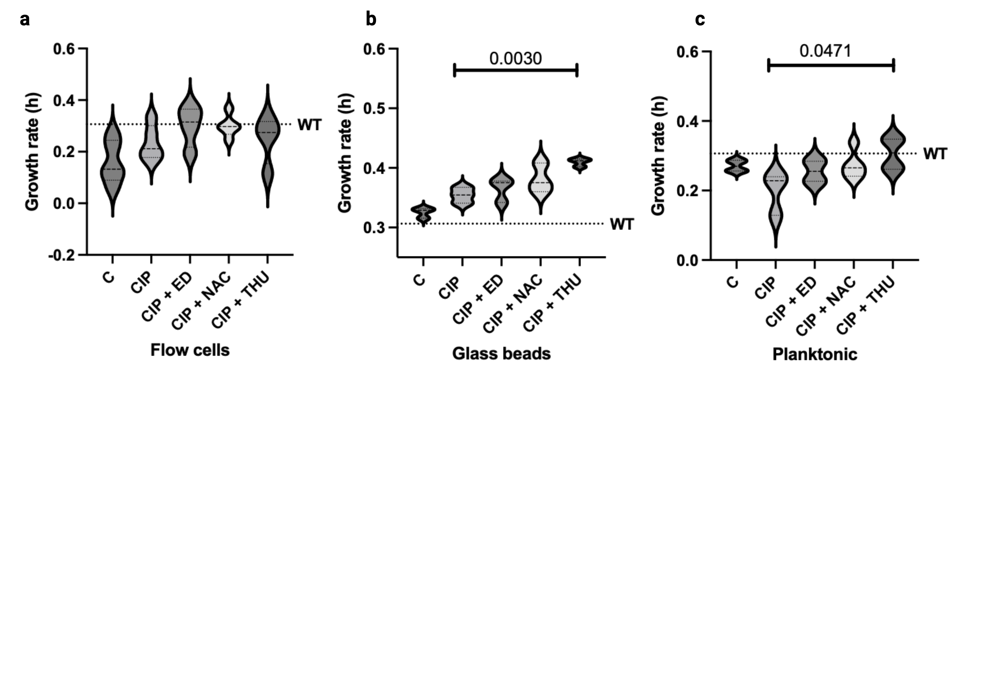 a
0.6
0.4
0.2
0.0
-0.2
Growth rate (h)
WT
C
CIP
CIP + ED
CIP + NAC
CIP + THU
Flow cells
b
0.6
0.5
0.4
0.3
Growth rate (h)
0.0030
WT
C
CIP
CIP + ED
CIP + NAC
CIP + THU
Glass beads
c
0.6
0.4
0.2
0.0
Growth rate (h)
0.0471
WT
C
CIP
CIP + ED
CIP + NAC
CIP + THU
Planktonic